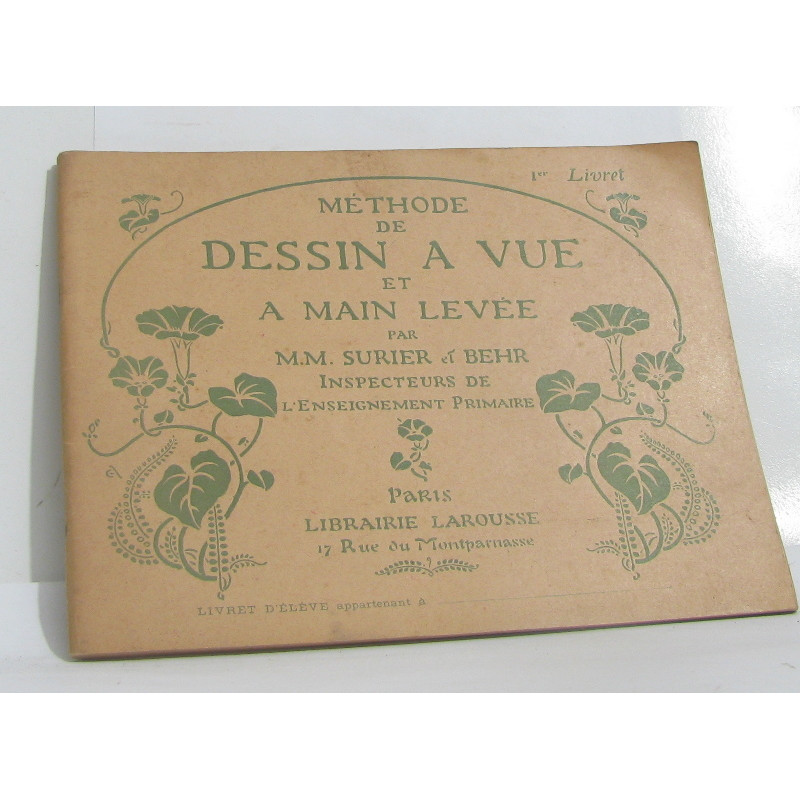 1er Livret
MÉTHODE
DE
DESSIN A VUE
ET
A MAIN LEVÉE
PAR
M.M. SURIER et BEHR
INSPECTEURS DE
L'ENSEIGNEMENT PRIMAIRE
PARIS
LIBRAIRIE LAROUSSE
17 Rue du Montparnasse
LIVRET D'ÉLÈVE appartenant A